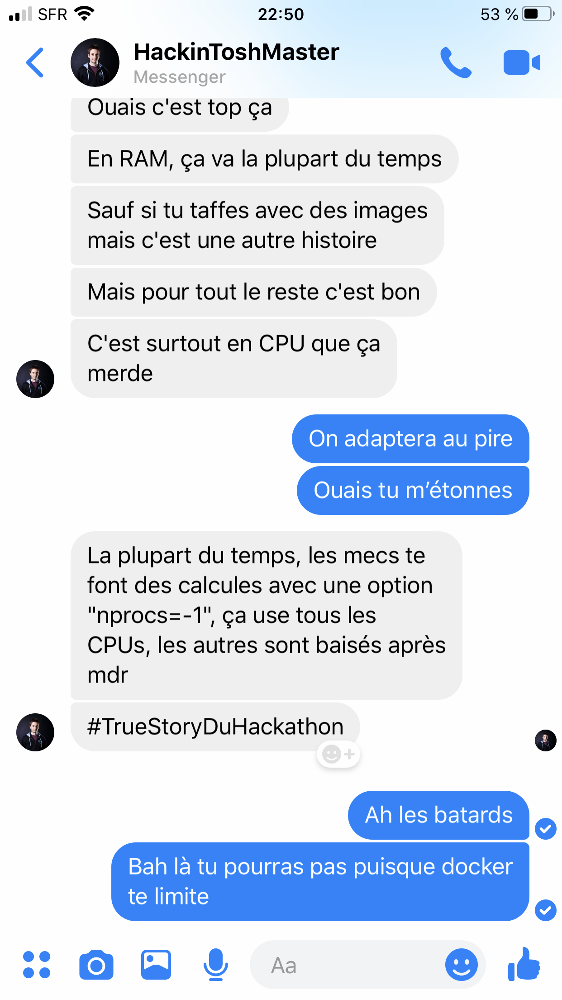 SFR
22:50
53 %
HackinToshMaster
Messenger
Ouais c'est top ça
En RAM, ça va la plupart du temps
Sauf si tu taffes avec des images
mais c'est une autre histoire
Mais pour tout le reste c'est bon
C'est surtout en CPU que ça
merde
On adaptera au pire
Ouais tu m’étonnes
La plupart du temps, les mecs te
font des calcules avec une option
"nprocs=-1", ça use tous les
CPUs, les autres sont baisés après
mdr
#TrueStoryDuHackathon
Ah les batards
Bah là tu pourras pas puisque docker
te limite
Aa